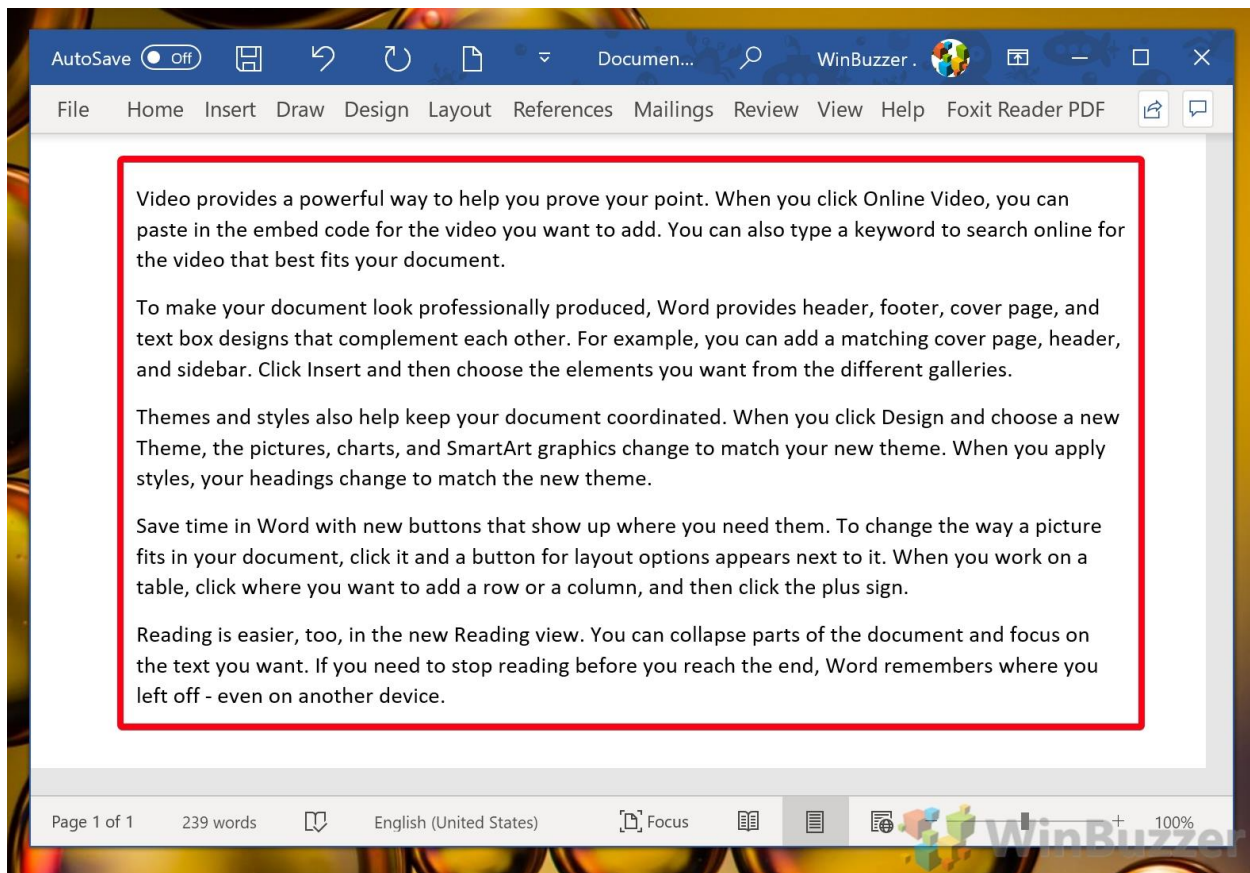 AutoSave Off Documen... WinBuzzer .
File Home Insert Draw Design Layout References Mailings Review View Help Foxit Reader PDF
Video provides a powerful way to help you prove your point. When you click Online Video, you can
paste in the embed code for the video you want to add. You can also type a keyword to search online for
the video that best fits your document.
To make your document look professionally produced, Word provides header, footer, cover page, and
text box designs that complement each other. For example, you can add a matching cover page, header,
and sidebar. Click Insert and then choose the elements you want from the different galleries.
Themes and styles also help keep your document coordinated. When you click Design and choose a new
Theme, the pictures, charts, and SmartArt graphics change to match your new theme. When you apply
styles, your headings change to match the new theme.
Save time in Word with new buttons that show up where you need them. To change the way a picture
fits in your document, click it and a button for layout options appears next to it. When you work on a
table, click where you want to add a row or a column, and then click the plus sign.
Reading is easier, too, in the new Reading view. You can collapse parts of the document and focus on
the text you want. If you need to stop reading before you reach the end, Word remembers where you
left off - even on another device.
Page 1 of 1 239 words English (United States) Focus 100%
WinBuzzer